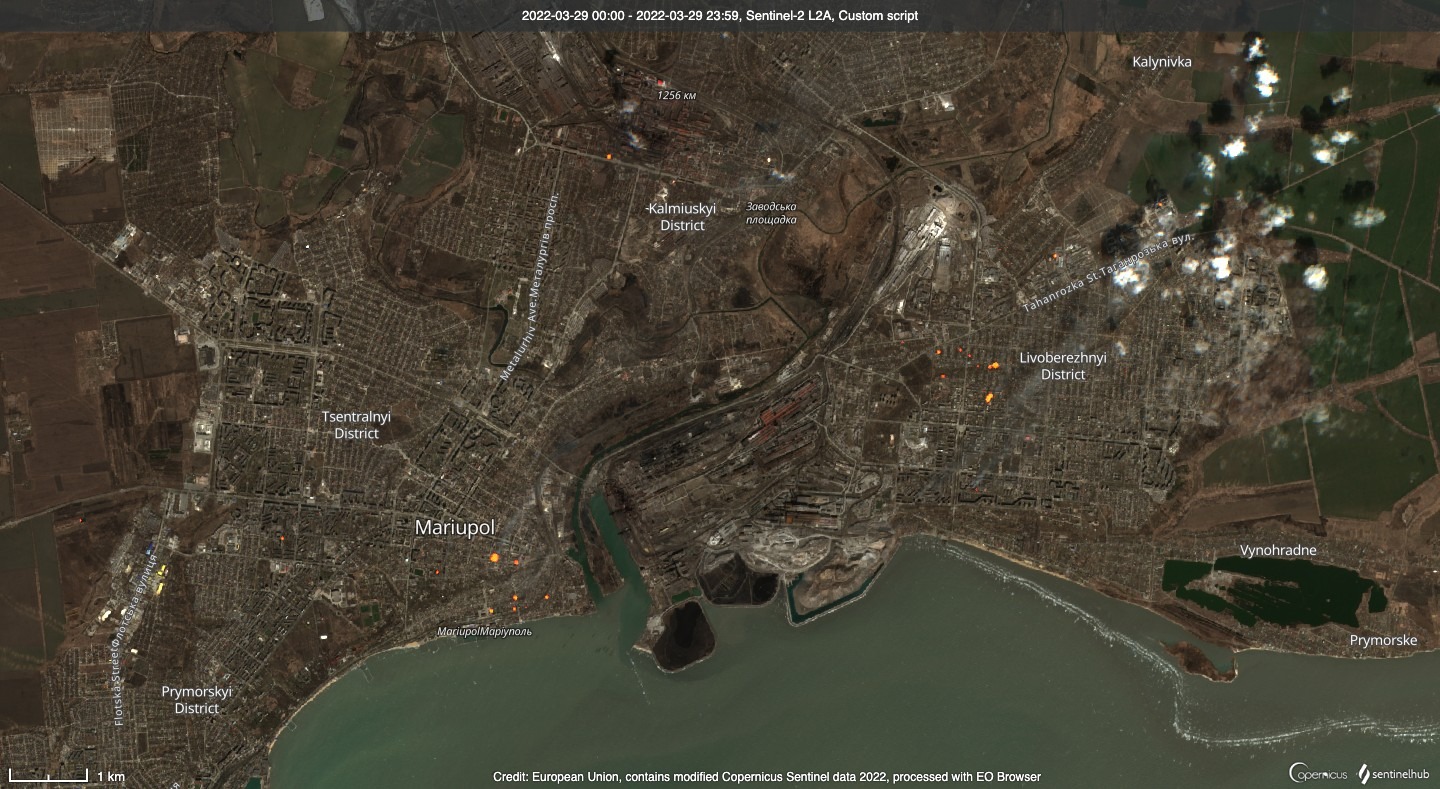 2022-03-29 00:00 - 2022-03-29 23:59, Sentinel-2 L2A, Custom script
Kalynivka
1256 км
Kalmiuskyi
District
Заводська
площадка
Metalurhiv Ave.Металургів просп.
Tahanrozka St.Таганрозька вул.
Livoberezhnyi
District
Tsentralnyi
District
Mariupol
Vynohradne
Flotska StreetФлотська вулиця
MariupolМаріуполь
Prymorske
Prymorskyi
District
1 km
Credit: European Union, contains modified Copernicus Sentinel data 2022, processed with EO Browser
Copernicus
sentinelhub